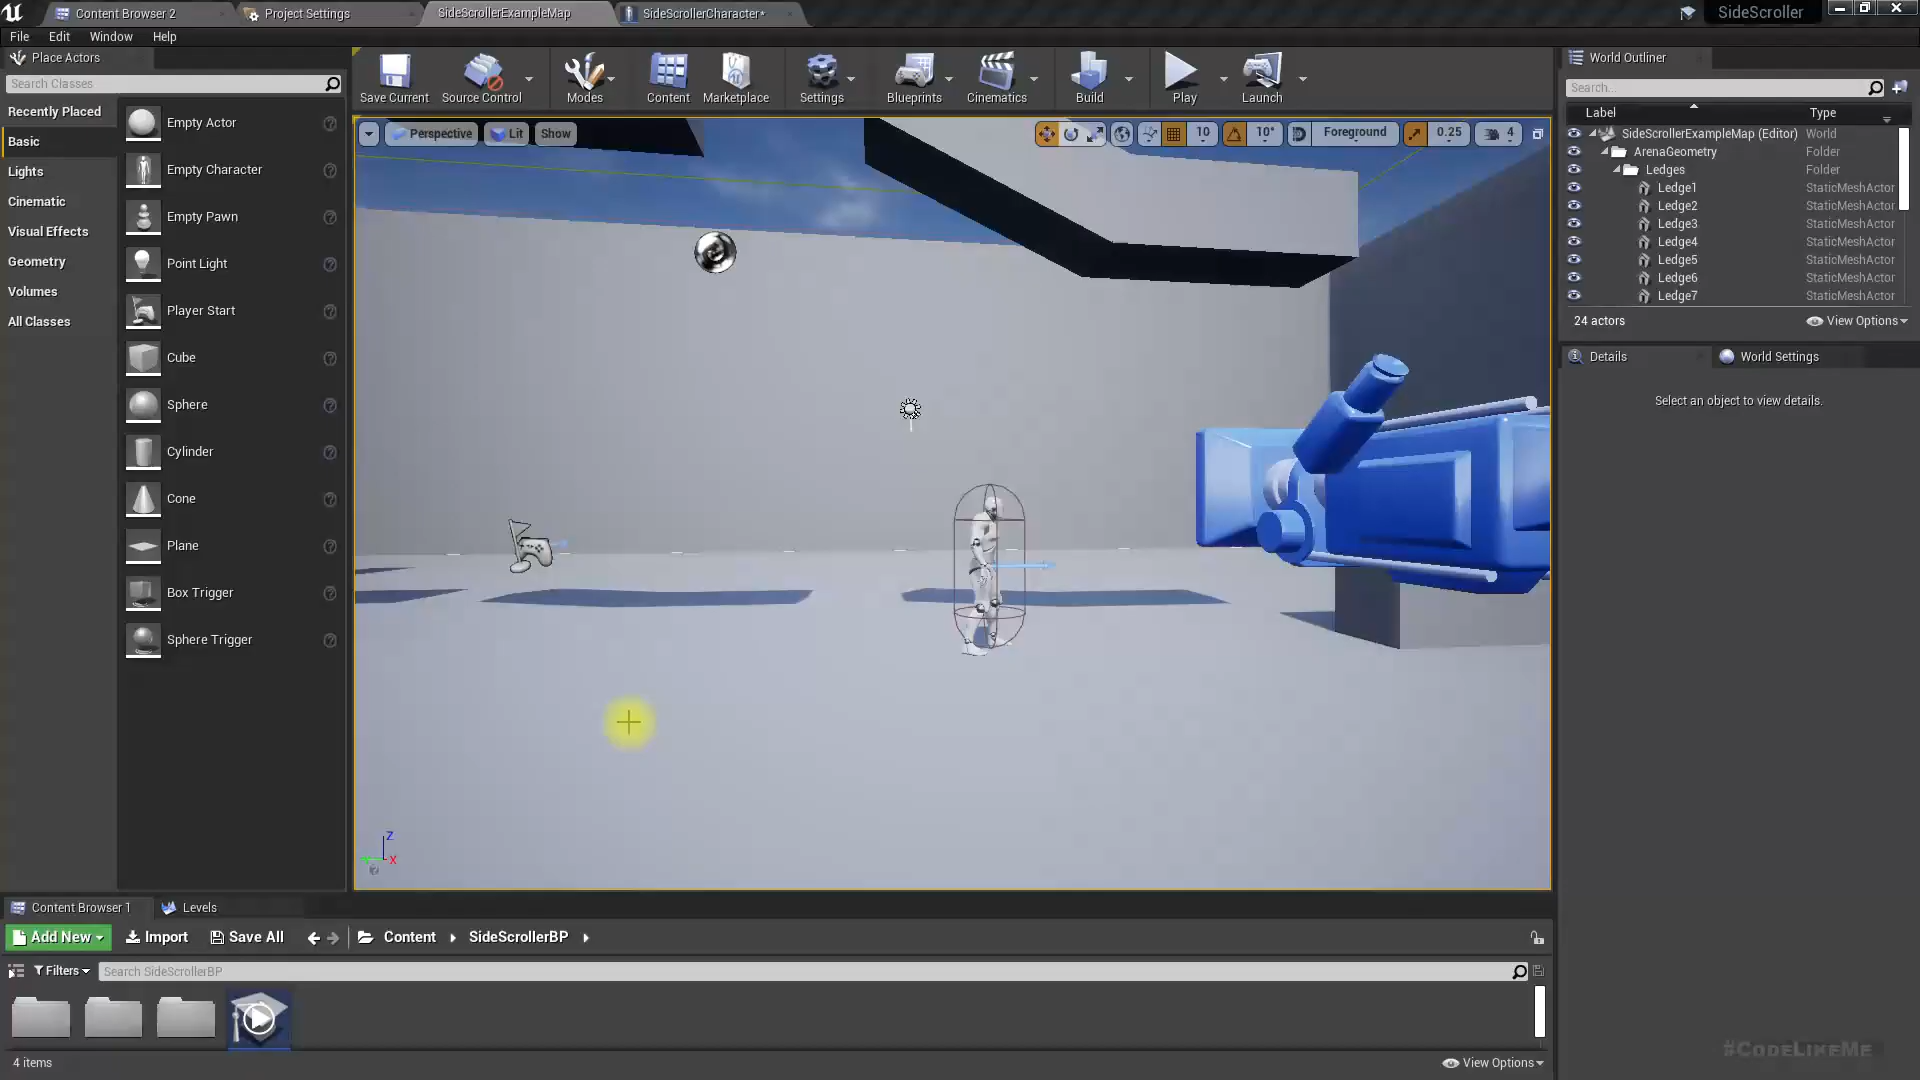 Content Browser 2
Project Settings
SideScrollerExampleMap
SideScrollerCharacter*
SideScroller
File
Edit
Window
Help
Place Actors
Search Classes
Recently Placed
Basic
Lights
Cinematic
Visual Effects
Geometry
Volumes
All Classes
Empty Actor
Empty Character
Empty Pawn
Point Light
Player Start
Cube
Sphere
Cylinder
Cone
Plane
Box Trigger
Sphere Trigger
Save Current
Source Control
Modes
Content
Marketplace
Settings
Blueprints
Cinematics
Build
Play
Launch
Perspective
Lit
Show
10
10°
Foreground
0.25
4
Z
X
World Outliner
Search...
Label
Type
SideScrollerExampleMap (Editor) World
ArenaGeometry Folder
Ledges Folder
Ledge1 StaticMeshActor
Ledge2 StaticMeshActor
Ledge3 StaticMeshActor
Ledge4 StaticMeshActor
Ledge5 StaticMeshActor
Ledge6 StaticMeshActor
Ledge7 StaticMeshActor
24 actors
View Options
Details
World Settings
Select an object to view details.
Content Browser 1
Levels
Add New
Import
Save All
Content
SideScrollerBP
Filters
Search SideScrollerBP
4 items
View Options
#CodeLikeMe